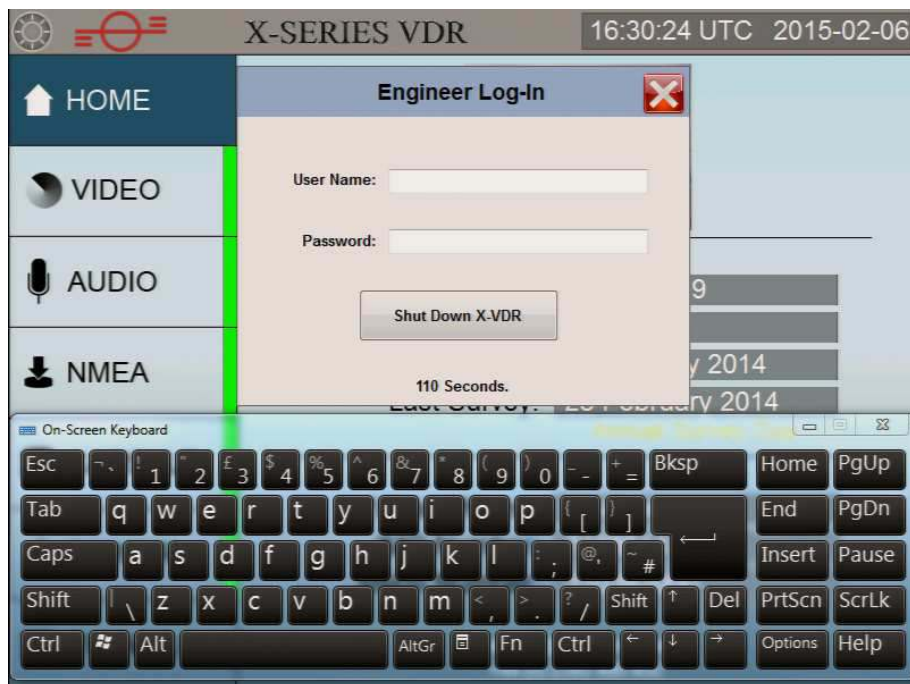 X-SERIES VDR 16:30:24 UTC 2015-02-06
HOME
Engineer Log-In
VIDEO
User Name:
Password:
AUDIO
9
Shut Down X-VDR
NMEA
y 2014
110 Seconds.
ary 2014
On-Screen Keyboard
Esc ¬ ` ! 1 " 2 £ 3 $ 4 % 5 ^ 6 & 7 * 8 ( 9 ) 0 _ - + = Bksp Home PgUp
Tab q w e r t y u i o p { [ } ] End PgDn
Caps a s d f g h j k l : ; @ ' ~ # Insert Pause
Shift | \ z x c v b n m < , > . ? / Shift ↑ Del PrtScn ScrLk
Ctrl Alt AltGr Fn Ctrl ← ↓ → Options Help